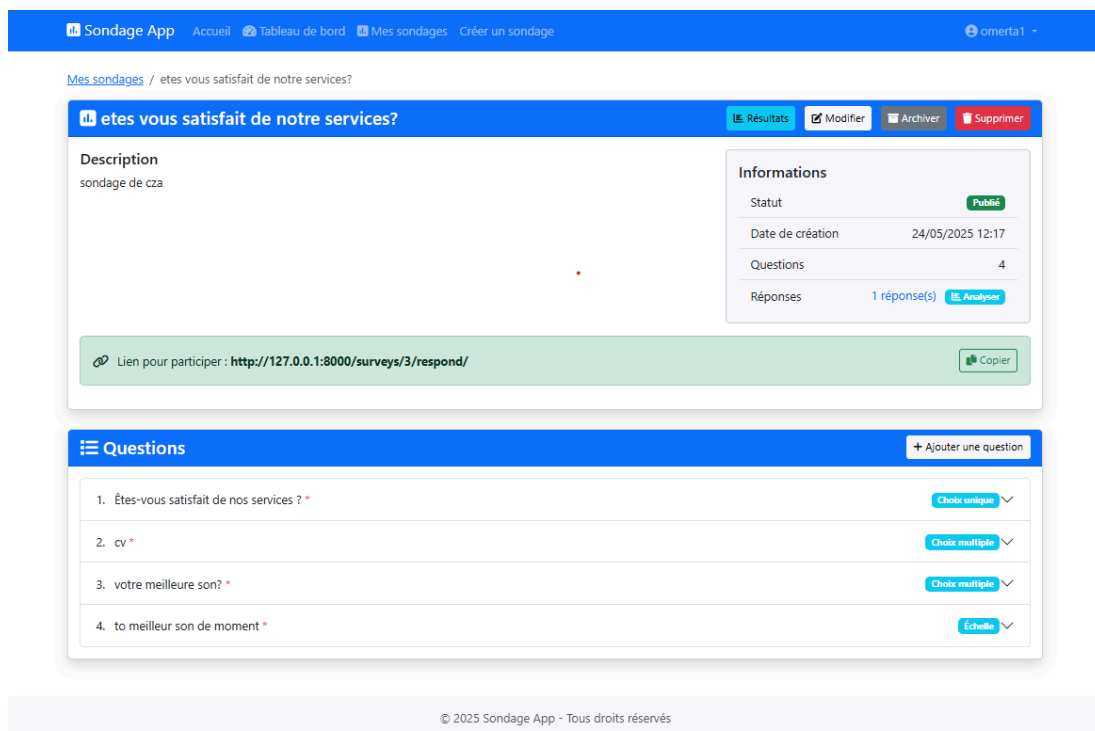 Sondage App Accueil Tableau de bord Mes sondages Créer un sondage omerta1
Mes sondages / etes vous satisfait de notre services?
etes vous satisfait de notre services? Résultats Modifier Archiver Supprimer
Description
sondage de cza
Informations
Statut Publié
Date de création 24/05/2025 12:17
Questions 4
Réponses 1 réponse(s) Analyser
Lien pour participer : http://127.0.0.1:8000/surveys/3/respond/ Copier
Questions + Ajouter une question
1. Êtes-vous satisfait de nos services ? * Choix unique
2. cv * Choix multiple
3. votre meilleure son? * Choix multiple
4. to meilleur son de moment * Échelle
© 2025 Sondage App - Tous droits réservés